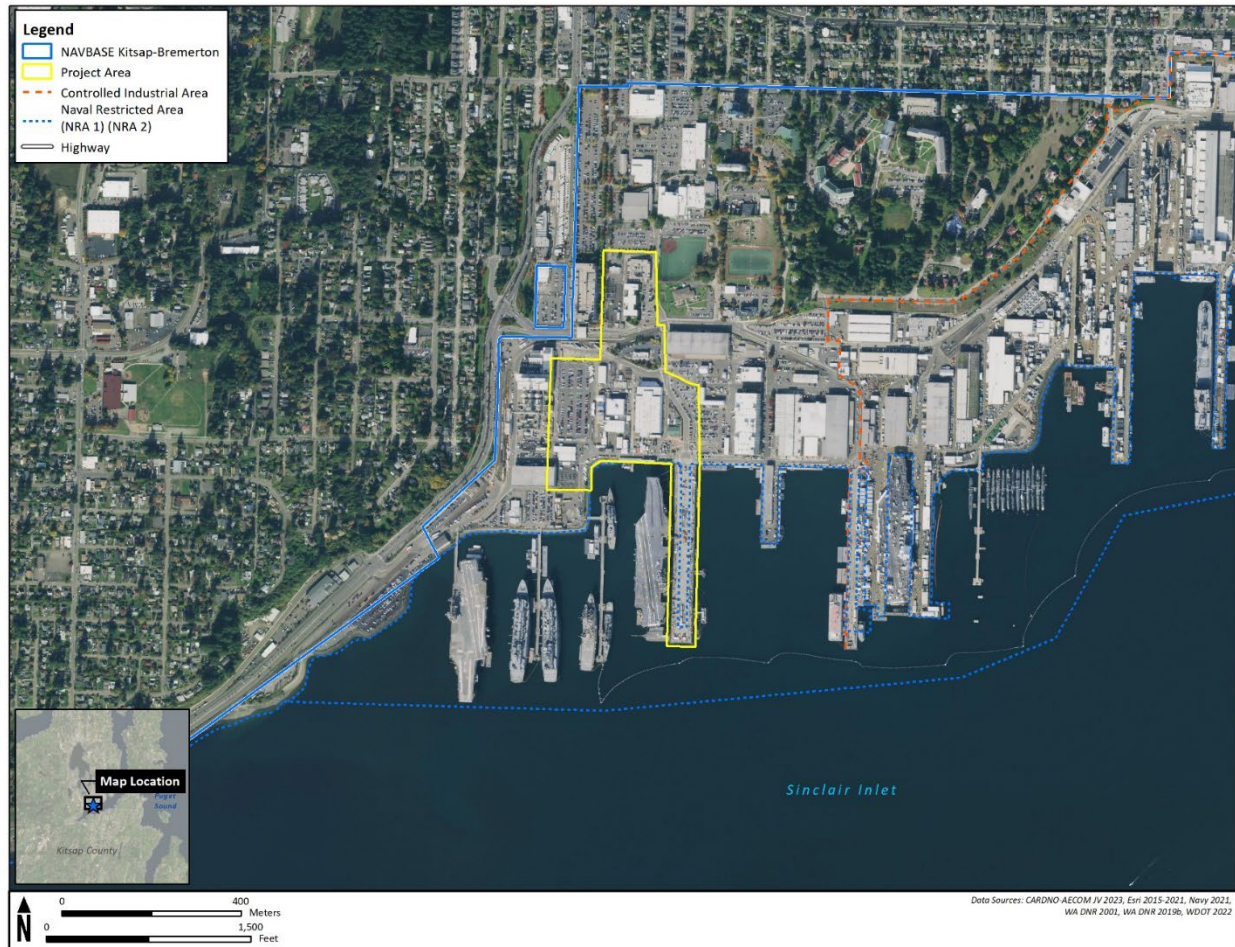 Legend
NAVBASE Kitsap-Bremerton
Project Area
Controlled Industrial Area
Naval Restricted Area
(NRA 1) (NRA 2)
Highway
Sinclair Inlet
Map Location
Puget
Sound
Kitsap County
N
0 400
Meters
0 1,500
Feet
Data Sources: CARDNO-AECOM JV 2023, Esri 2015-2021, Navy 2021,
WA DNR 2001, WA DNR 2019b, WDOT 2022